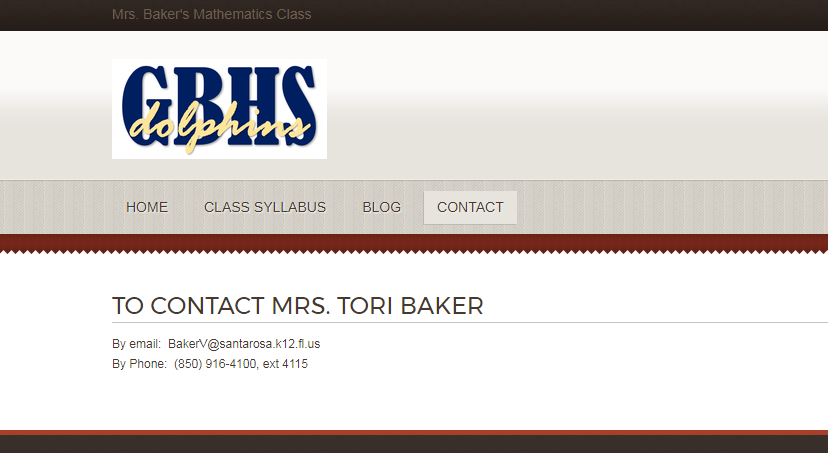 Mrs. Baker's Mathematics Class
GBHS
dolphins
HOME CLASS SYLLABUS BLOG CONTACT
TO CONTACT MRS. TORI BAKER
By email: BakerV@santarosa.k12.fl.us
By Phone: (850) 916-4100, ext 4115